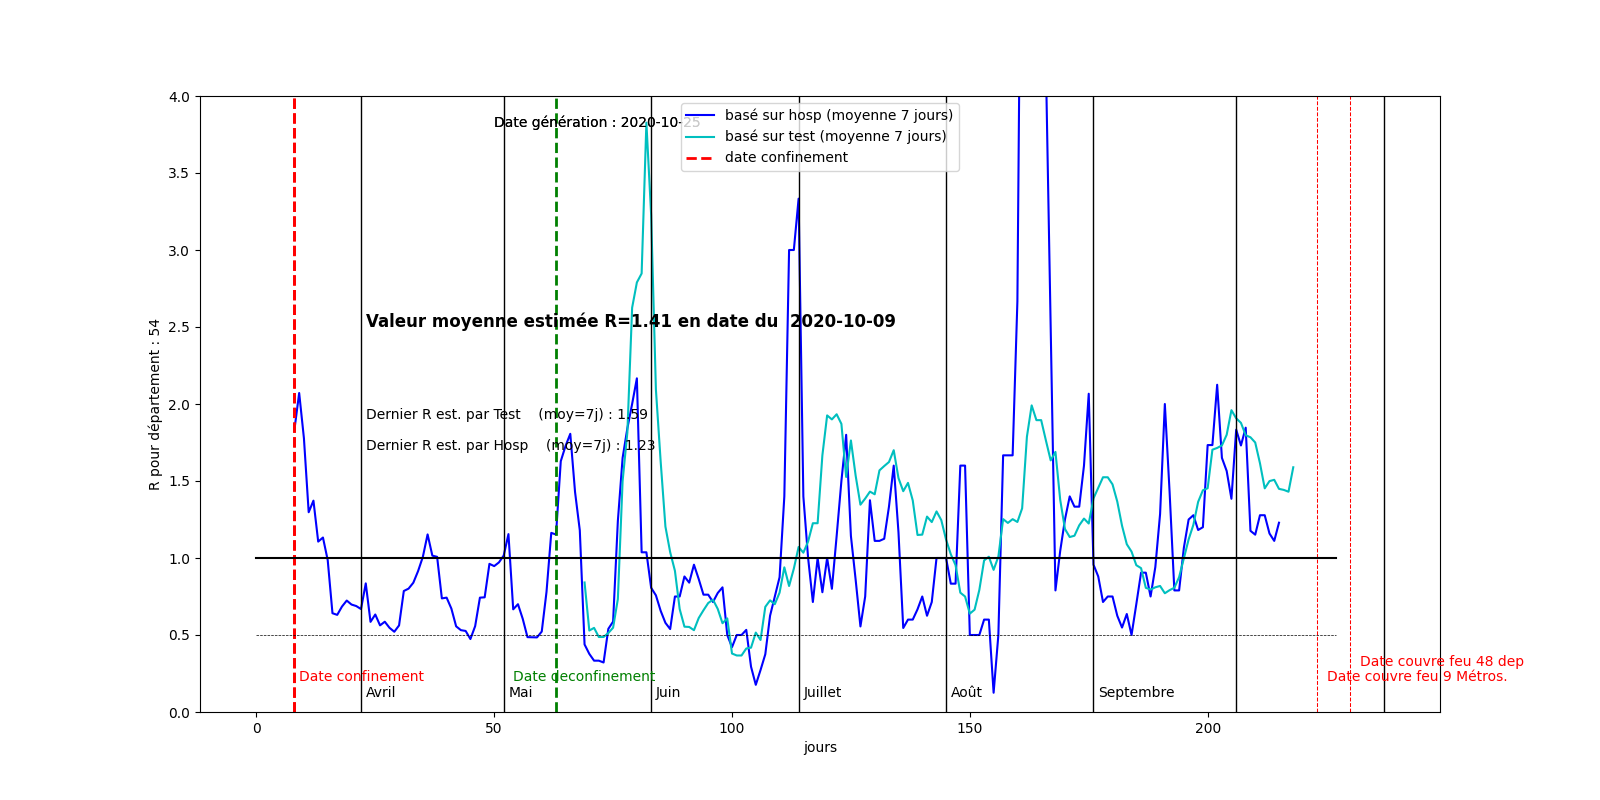 4.0
3.5
3.0
2.5
2.0
1.5
1.0
0.5
0.0
R pour département : 54
Date génération : 2020-10-25
basé sur hosp (moyenne 7 jours)
basé sur test (moyenne 7 jours)
date confinement
Valeur moyenne estimée R=1.41 en date du  2020-10-09
Dernier R est. par Test    (moy=7j) : 1.59
Dernier R est. par Hosp    (moy=7j) : 1.23
Date couvre feu 48 dep
Date confinement
Date deconfinement
Date couvre feu 9 Métros.
Avril
Mai
Juin
Juillet
Août
Septembre
0
50
100
150
200
jours